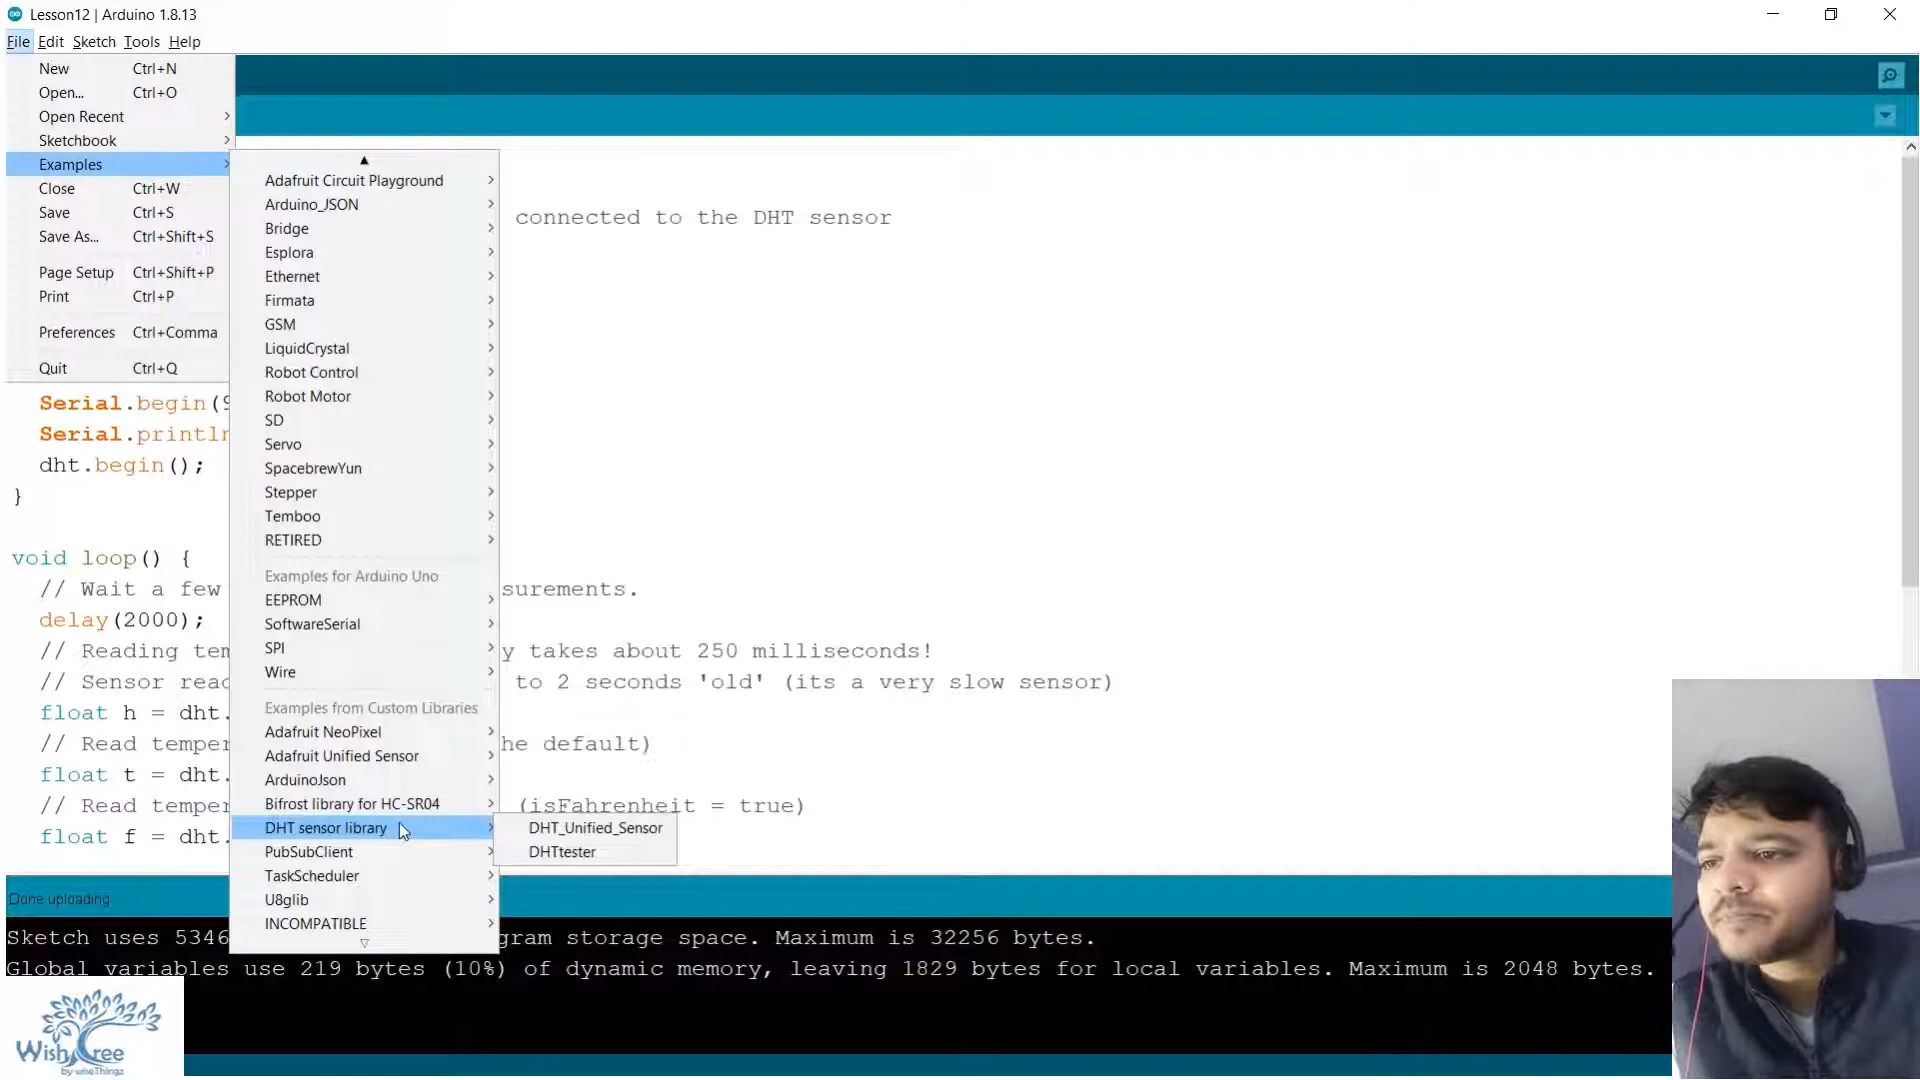 Lesson12 | Arduino 1.8.13
File Edit Sketch Tools Help
New Ctrl+N
Open... Ctrl+O
Open Recent
Sketchbook
Examples
Close Ctrl+W
Save Ctrl+S
Save As... Ctrl+Shift+S
Page Setup Ctrl+Shift+P
Print Ctrl+P
Preferences Ctrl+Comma
Quit Ctrl+Q
Adafruit Circuit Playground
Arduino_JSON
Bridge
Esplora
Ethernet
Firmata
GSM
LiquidCrystal
Robot Control
Robot Motor
SD
Servo
SpacebrewYun
Stepper
Temboo
RETIRED
Examples for Arduino Uno
EEPROM
SoftwareSerial
SPI
Wire
Examples from Custom Libraries
Adafruit NeoPixel
Adafruit Unified Sensor
ArduinoJson
Bifrost library for HC-SR04
DHT sensor library
PubSubClient
TaskScheduler
U8glib
INCOMPATIBLE
DHT_Unified_Sensor
DHTtester
connected to the DHT sensor
Serial.begin(9
Serial.println
dht.begin();
}
void loop() {
// Wait a few surements.
delay(2000);
// Reading tem y takes about 250 milliseconds!
// Sensor read to 2 seconds 'old' (its a very slow sensor)
float h = dht.
// Read temper he default)
float t = dht.
// Read temper (isFahrenheit = true)
float f = dht.
Done uploading
Sketch uses 5346 gram storage space. Maximum is 32256 bytes.
Global variables use 219 bytes (10%) of dynamic memory, leaving 1829 bytes for local variables. Maximum is 2048 bytes.
WishTree
by wiseThingz